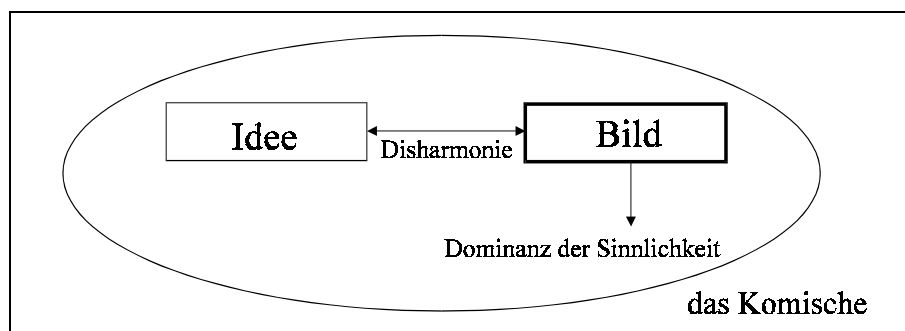 Idee
Bild
Disharmonie
Dominanz der Sinnlichkeit
das Komische